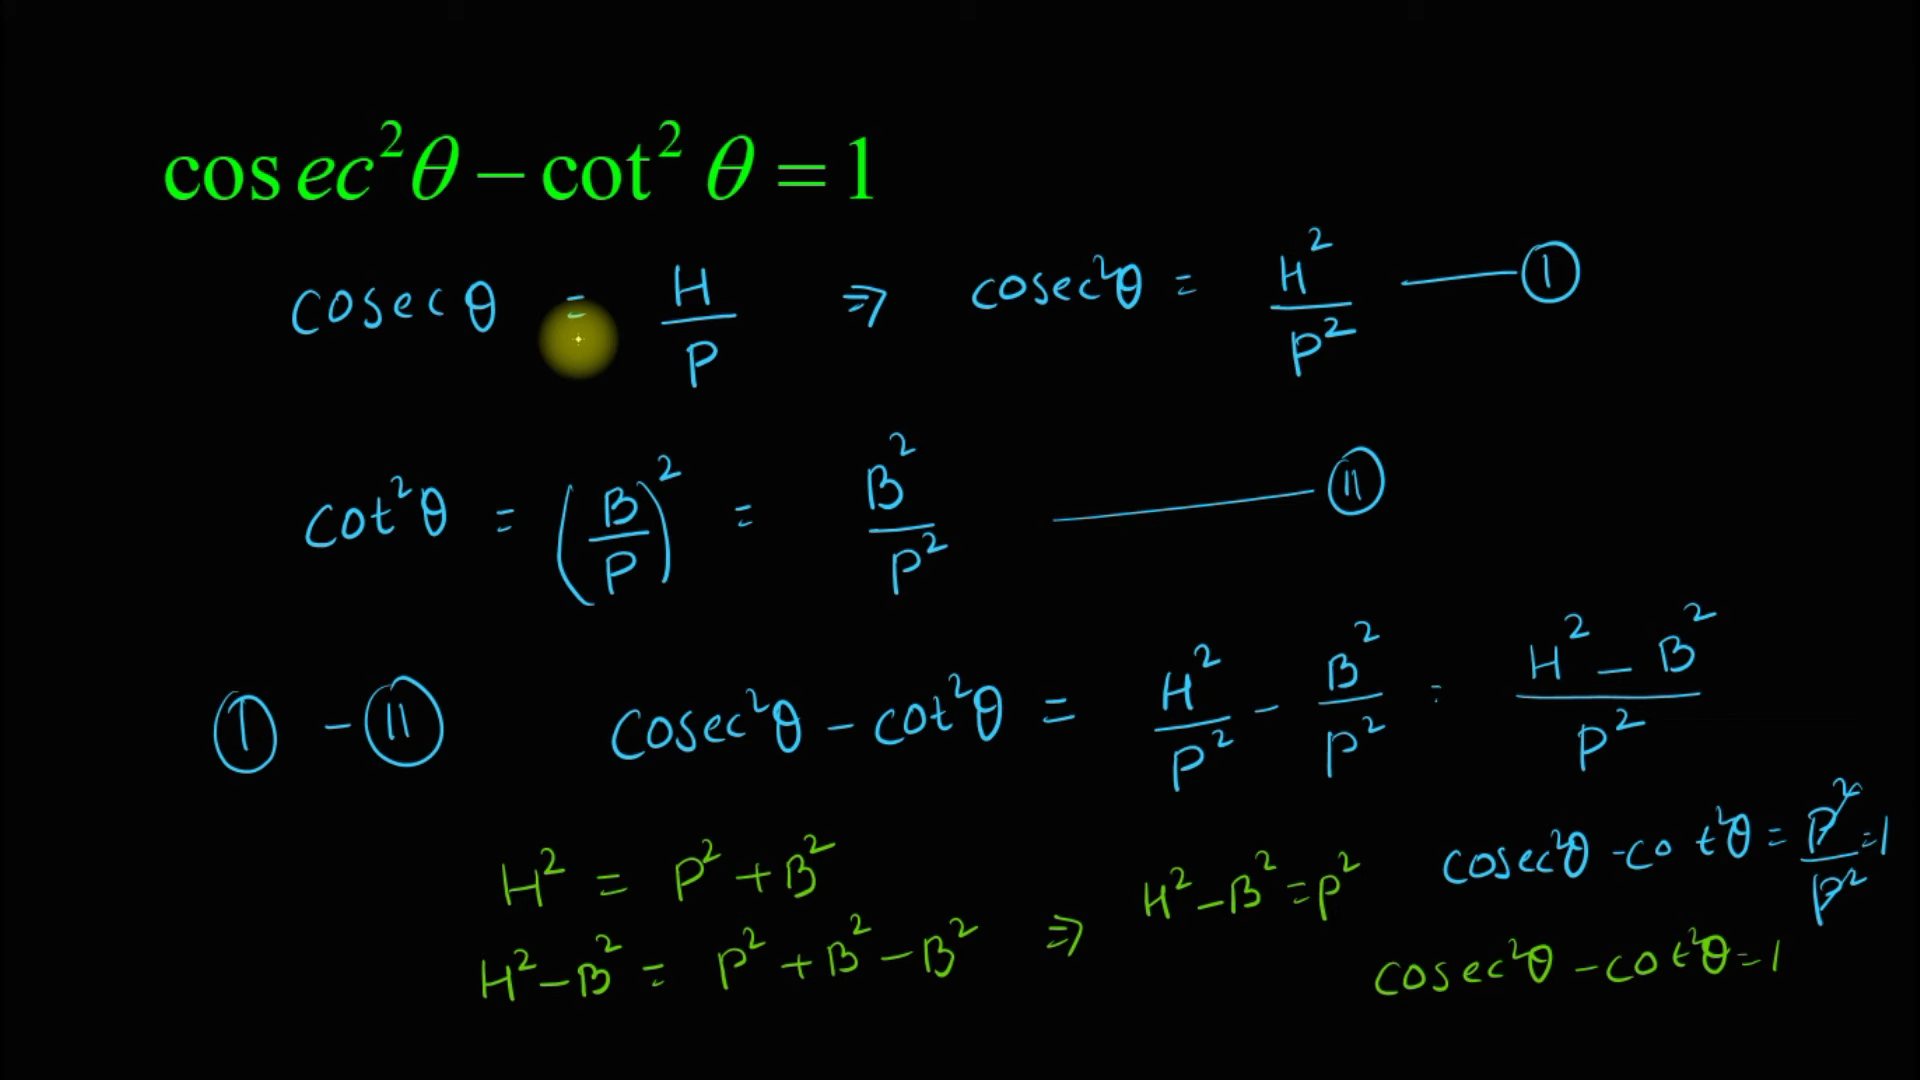 cosec²θ − cot²θ = 1
cosecθ = H/P ⇒ cosec²θ = H²/P² —— Ⓘ
cot²θ = (B/P)² = B²/P² —— (II)
Ⓘ − (II) cosec²θ − cot²θ = H²/P² − B²/P² = H² − B²/P²
cosec²θ − cot²θ = P²/P² = 1
H² = P² + B²
H² − B² = P² + B² − B² ⇒ H² − B² = P²
cosec²θ − cot²θ = 1